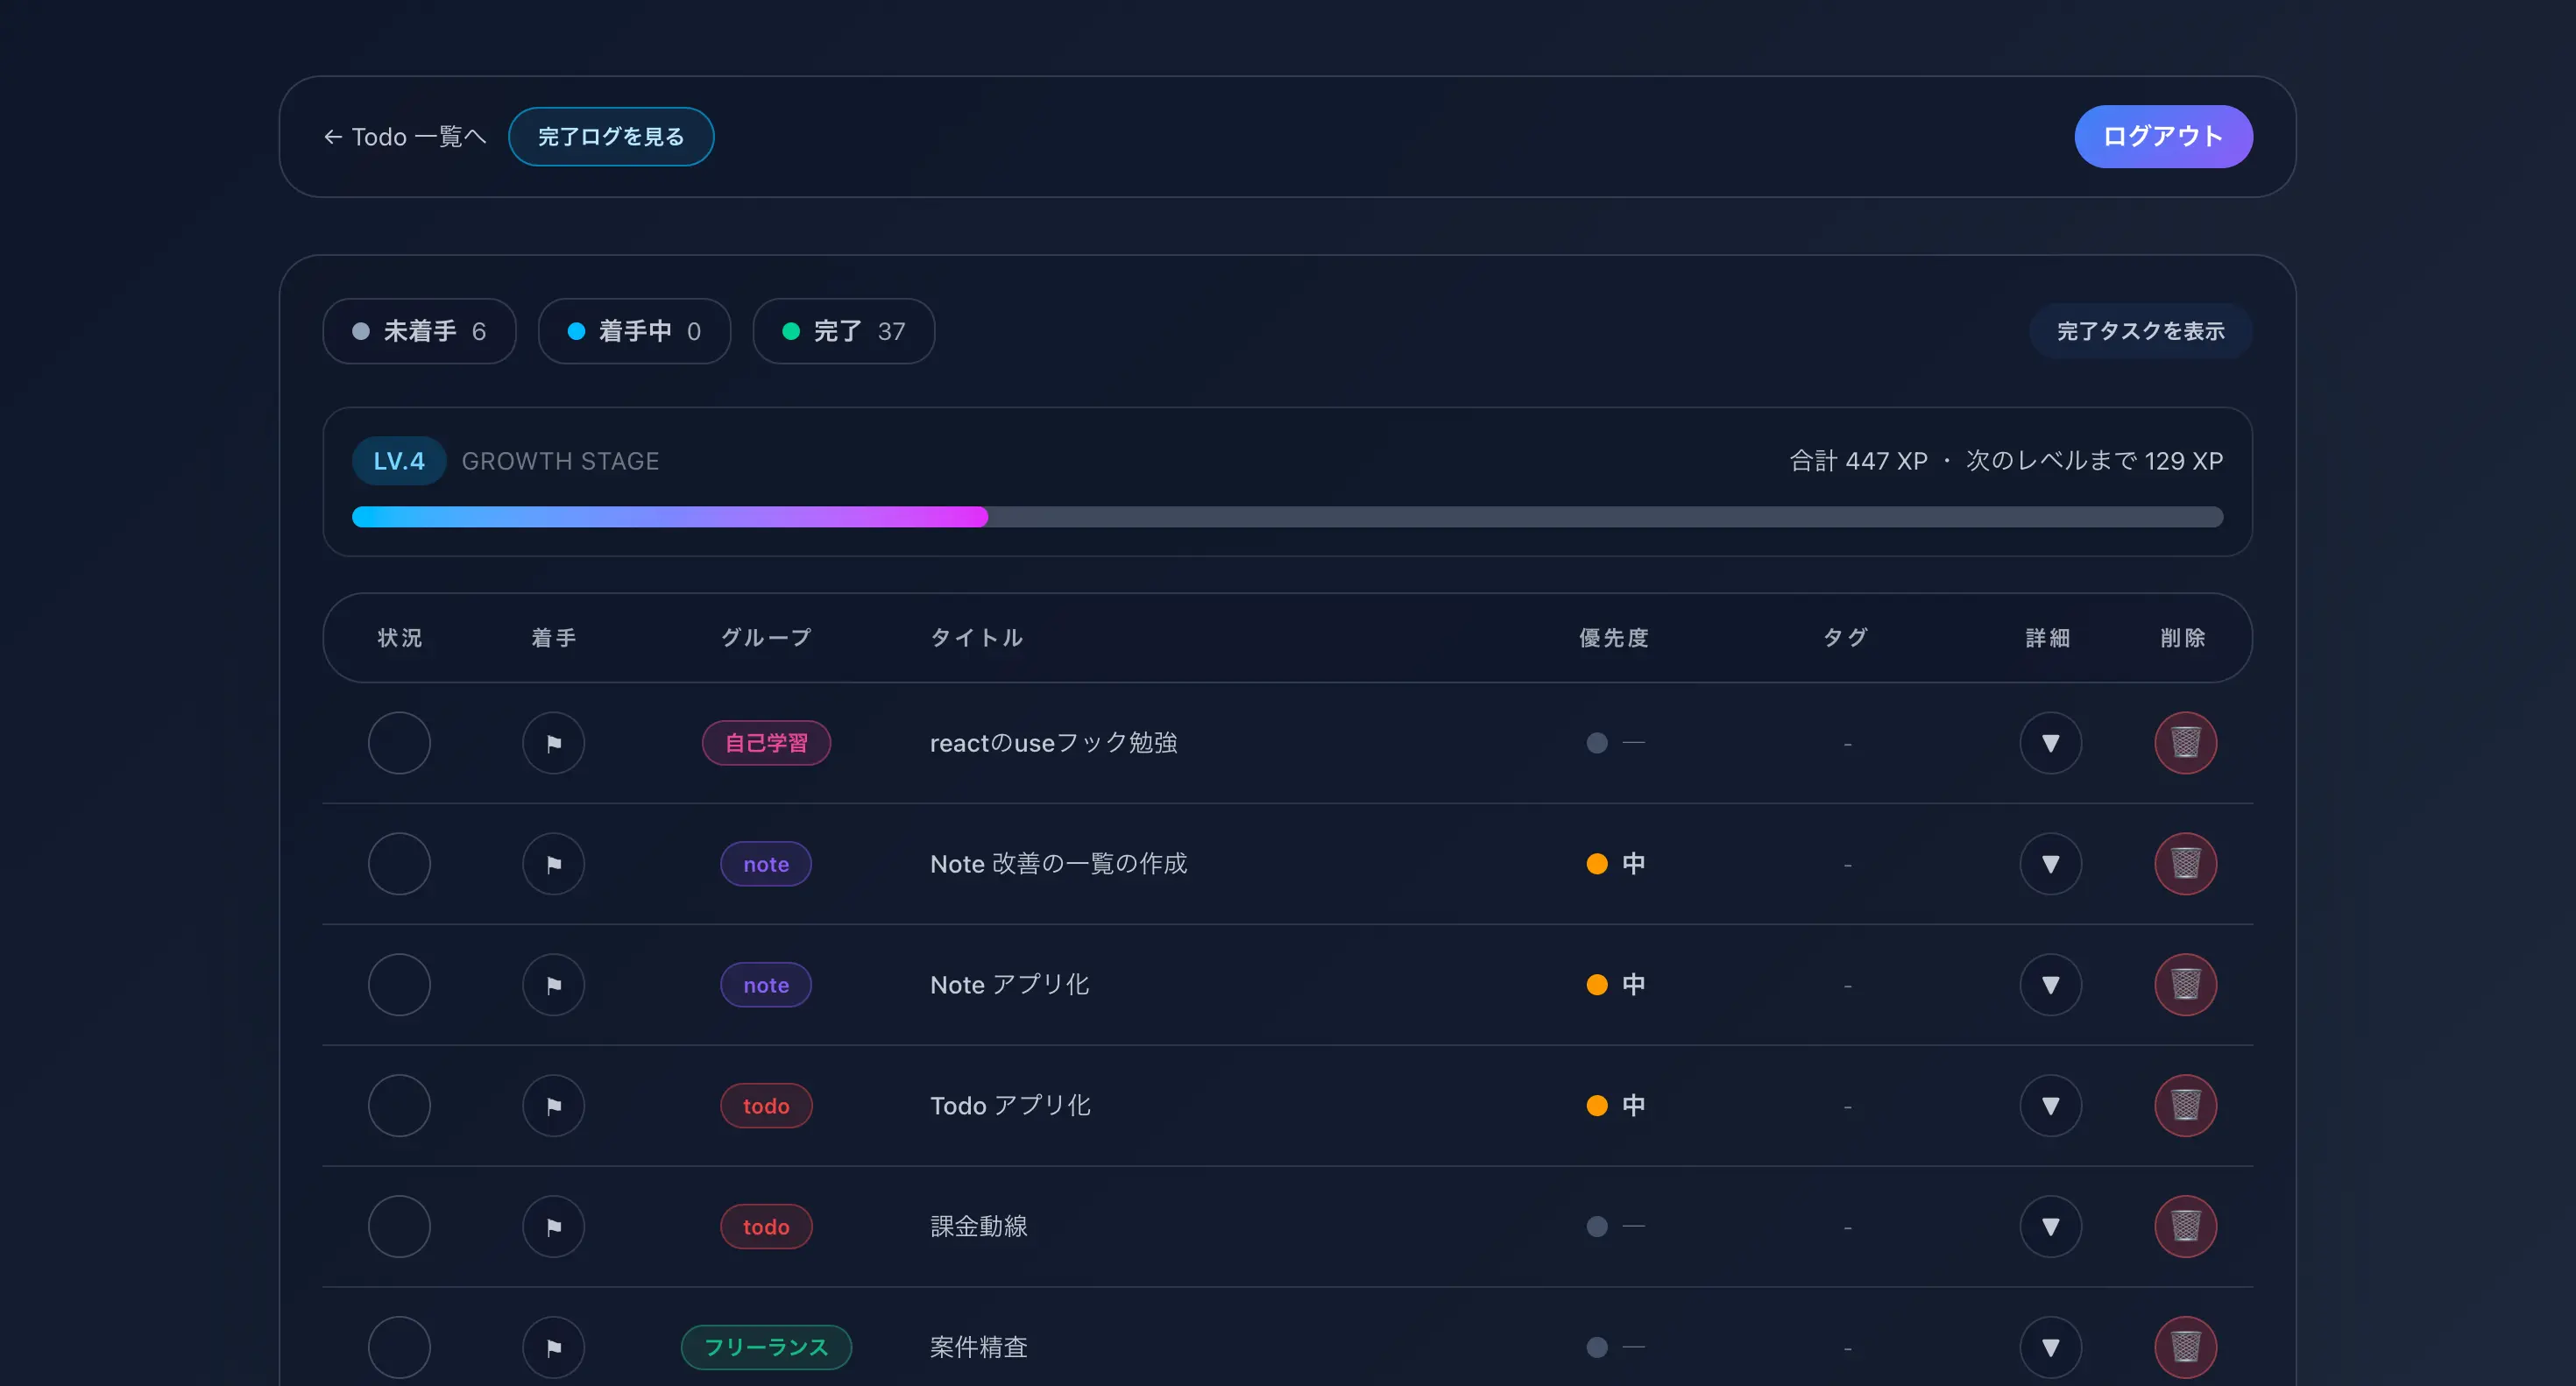 ← Todo 一覧へ 完了ログを見る ログアウト
未着手 6 着手中 0 完了 37 完了タスクを表示
LV.4 GROWTH STAGE 合計 447 XP ・ 次のレベルまで 129 XP
状況 着手 グループ タイトル 優先度 タグ 詳細 削除
自己学習 reactのuseフック勉強 — -
note Note 改善の一覧の作成 中 -
note Note アプリ化 中 -
todo Todo アプリ化 中 -
todo 課金動線 — -
フリーランス 案件精査 — -